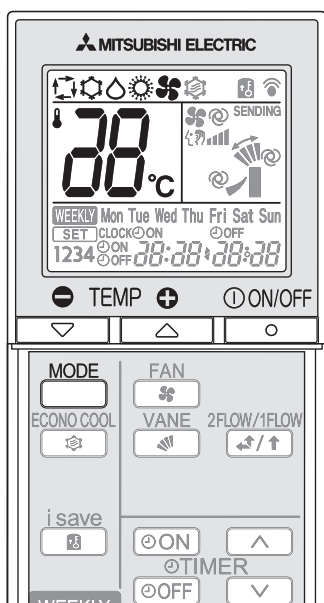 MITSUBISHI ELECTRIC
SENDING
88°C
WEEKLY Mon Tue Wed Thu Fri Sat Sun
SET CLOCK ON OFF
1234 ON OFF 88:88 88:88
TEMP ON/OFF
MODE FAN
ECONO COOL VANE 2FLOW/1FLOW
i save
ON
TIMER
OFF
WEEKLY